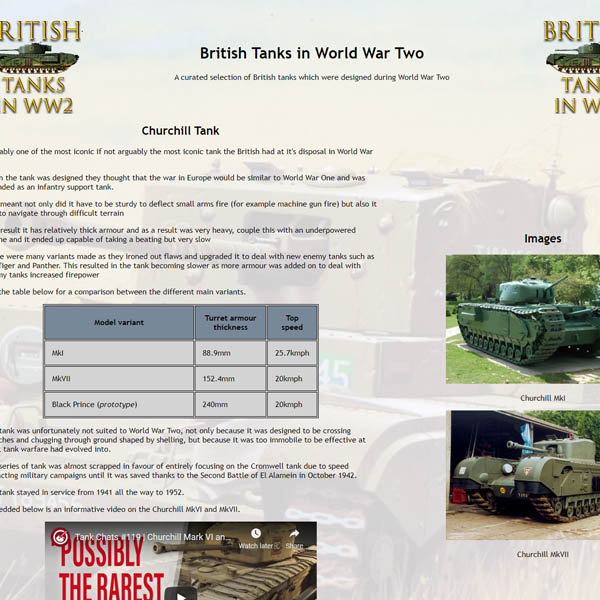 BRITISH
TANKS
IN WW2
British Tanks in World War Two
A curated selection of British tanks which were designed during World War Two
BRIT
TAN
IN W
Churchill Tank
ably one of the most iconic if not arguably the most iconic tank the British had at it's disposal in World War
n the tank was designed they thought that the war in Europe would be similar to World War One and was
nded as an infantry support tank.
meant not only did it have to be sturdy to deflect small arms fire (for example machine gun fire) but also it
to navigate through difficult terrain
result it has relatively thick armour and as a result was very heavy, couple this with an underpowered
ne and it ended up capable of taking a beating but very slow
e were many variants made as they ironed out flaws and upgraded it to deal with new enemy tanks such as
Tiger and Panther. This resulted in the tank becoming slower as more armour was added on to deal with
my tanks increased firepower
the table below for a comparison between the different main variants.
Model variant Turret armour thickness Top speed
MkI 88.9mm 25.7kmph
MkVII 152.4mm 20kmph
Black Prince (prototype) 240mm 20kmph
tank was unfortunately not suited to World War Two, not only because it was designed to be crossing
ches and chugging through ground shaped by shelling, but because it was too immobile to be effective at
t tank warfare had evolved into.
series of tank was almost scrapped in favour of entirely focusing on the Cromwell tank due to speed
acting military campaigns until it was saved thanks to the Second Battle of El Alamein in October 1942.
tank stayed in service from 1941 all the way to 1952.
edded below is an informative video on the Churchill MkVI and MkVII.
Tank Chats #119 | Churchill Mark VI an...
Watch later
Share
POSSIBLY
THE RAREST
Images
Churchill MkI
Churchill MkVII